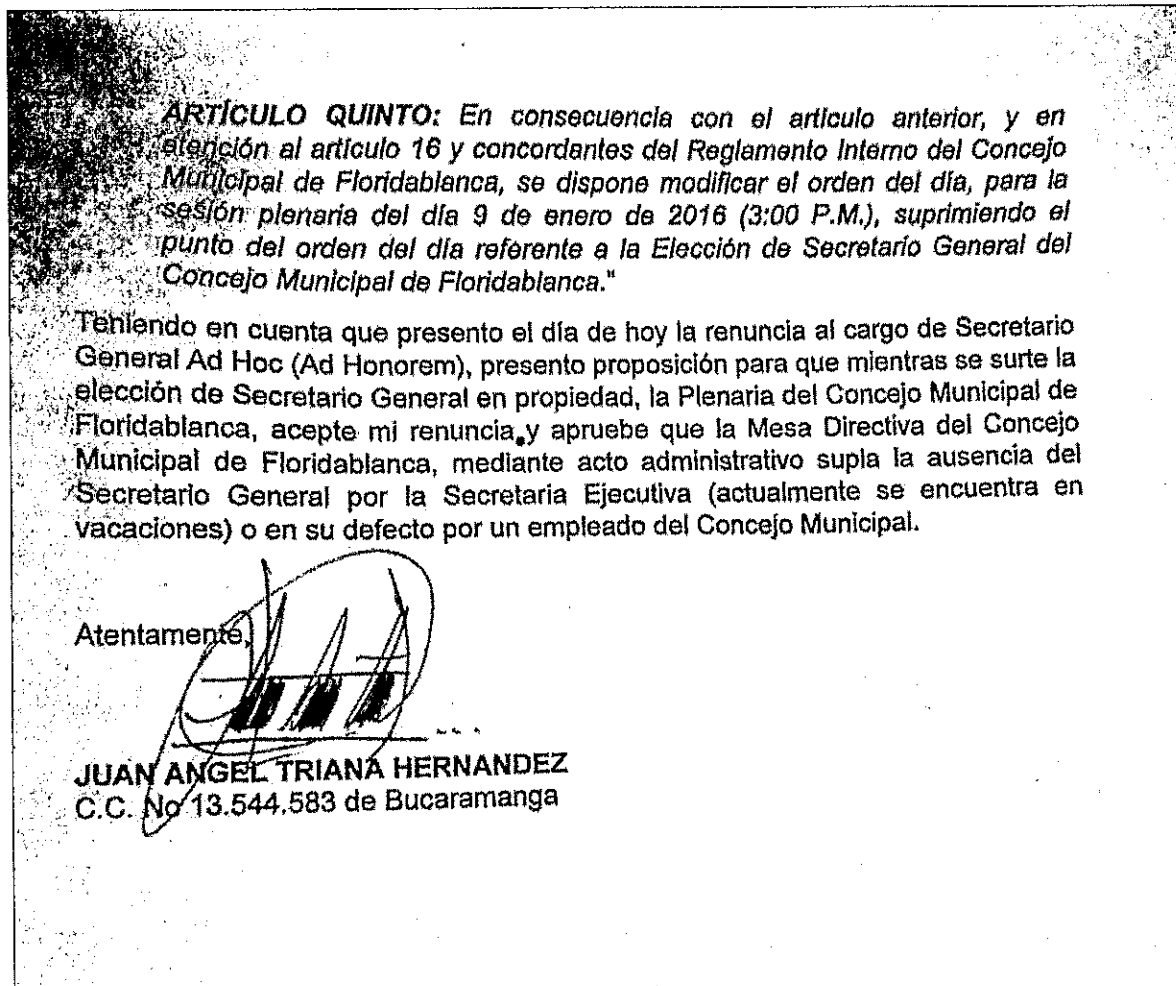 ARTÍCULO QUINTO: En consecuencia con el artículo anterior, y en
atención al artículo 16 y concordantes del Reglamento Interno del Concejo
Municipal de Floridablanca, se dispone modificar el orden del día, para la
sesión plenaria del día 9 de enero de 2016 (3:00 P.M.), suprimiendo el
punto del orden del día referente a la Elección de Secretario General del
Concejo Municipal de Floridablanca."
Teniendo en cuenta que presento el día de hoy la renuncia al cargo de Secretario
General Ad Hoc (Ad Honorem), presento proposición para que mientras se surte la
elección de Secretario General en propiedad, la Plenaria del Concejo Municipal de
Floridablanca, acepte mi renuncia, y apruebe que la Mesa Directiva del Concejo
Municipal de Floridablanca, mediante acto administrativo supla la ausencia del
Secretario General por la Secretaria Ejecutiva (actualmente se encuentra en
vacaciones) o en su defecto por un empleado del Concejo Municipal.
Atentamente,
JUAN ANGEL TRIANA HERNANDEZ
C.C. No 13.544.583 de Bucaramanga